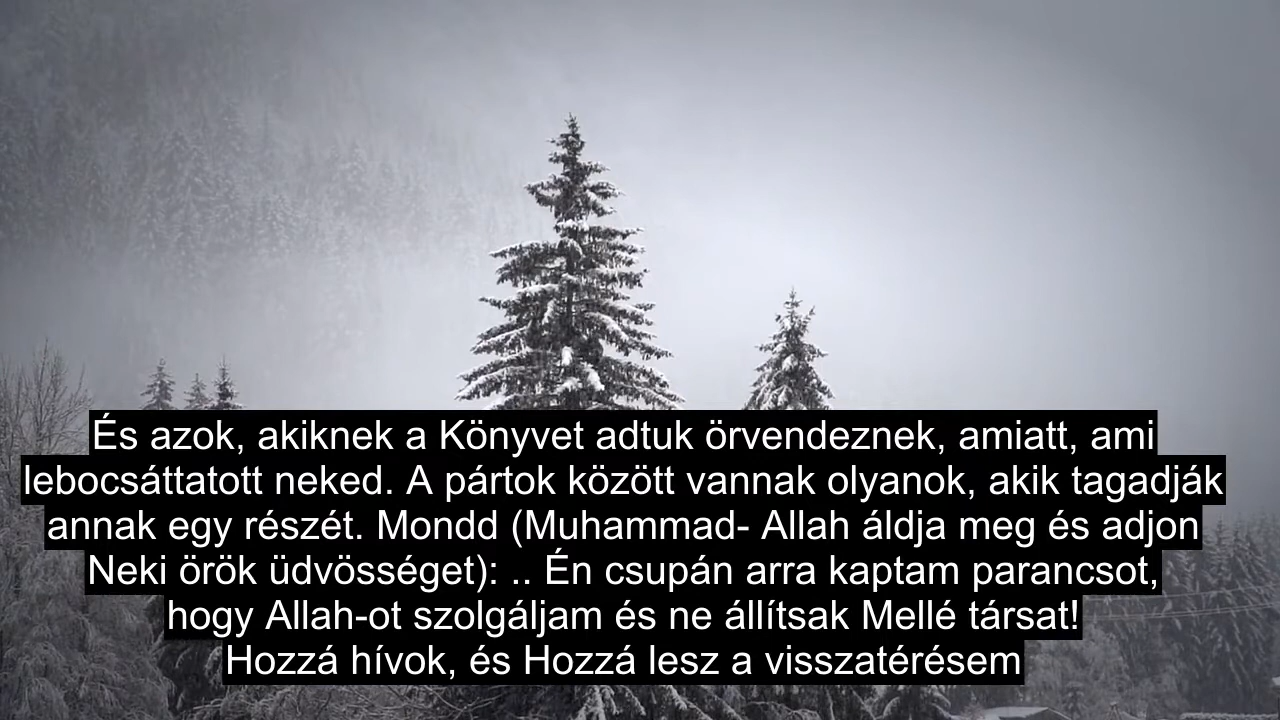 És azok, akiknek a Könyvet adtuk örvendeznek, amiatt, ami
lebocsáttatott neked. A pártok között vannak olyanok, akik tagadják
annak egy részét. Mondd (Muhammad- Allah áldja meg és adjon
Neki örök üdvösséget): .. Én csupán arra kaptam parancsot,
hogy Allah-ot szolgáljam és ne állítsak Mellé társat!
Hozzá hívok, és Hozzá lesz a visszatérésem